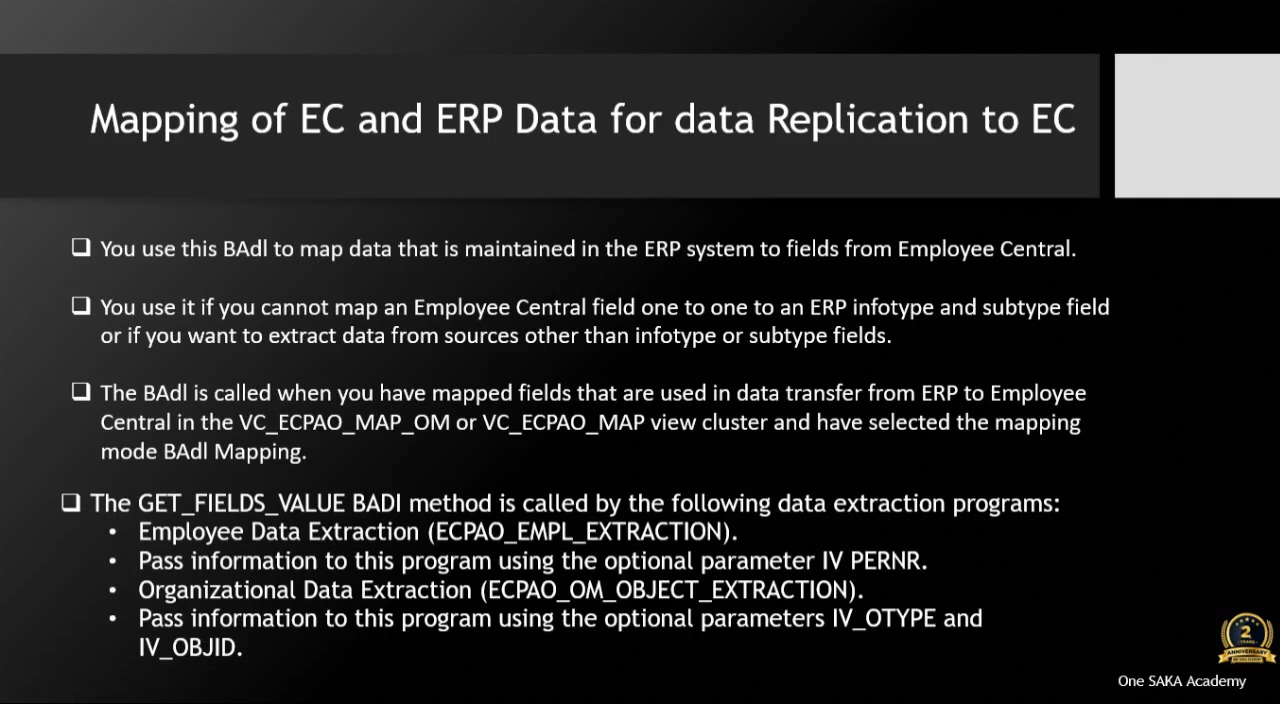 Mapping of EC and ERP Data for data Replication to EC
You use this BAdl to map data that is maintained in the ERP system to fields from Employee Central.
You use it if you cannot map an Employee Central field one to one to an ERP infotype and subtype field
or if you want to extract data from sources other than infotype or subtype fields.
The BAdl is called when you have mapped fields that are used in data transfer from ERP to Employee
Central in the VC_ECPAO_MAP_OM or VC_ECPAO_MAP view cluster and have selected the mapping
mode BAdl Mapping.
The GET_FIELDS_VALUE BADI method is called by the following data extraction programs:
• Employee Data Extraction (ECPAO_EMPL_EXTRACTION).
• Pass information to this program using the optional parameter IV PERNR.
• Organizational Data Extraction (ECPAO_OM_OBJECT_EXTRACTION).
• Pass information to this program using the optional parameters IV_OTYPE and
IV_OBJID.
2
YEARS
ANNIVERSARY
One SAKA Academy